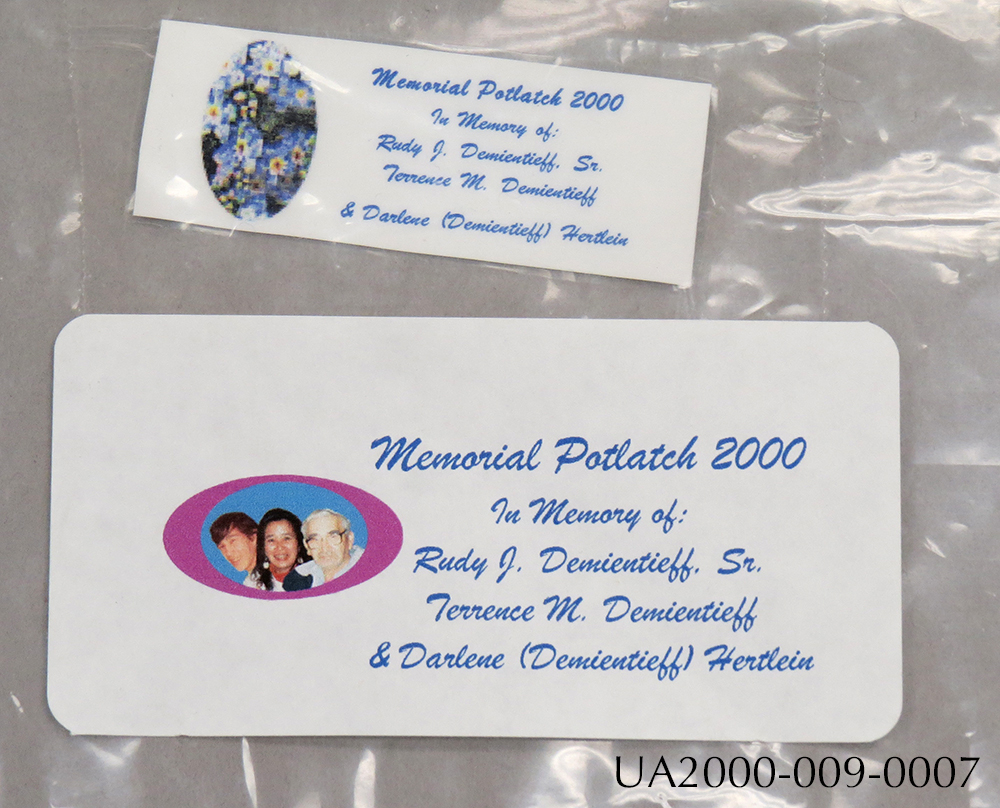 Memorial Potlatch 2000
In Memory of:
Rudy J. Demientieff, Sr.
Terrence M. Demientieff
& Darlene (Demientieff) Hertlein
Memorial Potlatch 2000
In Memory of:
Rudy J. Demientieff, Sr.
Terrence M. Demientieff
& Darlene (Demientieff) Hertlein
UA2000-009-0007